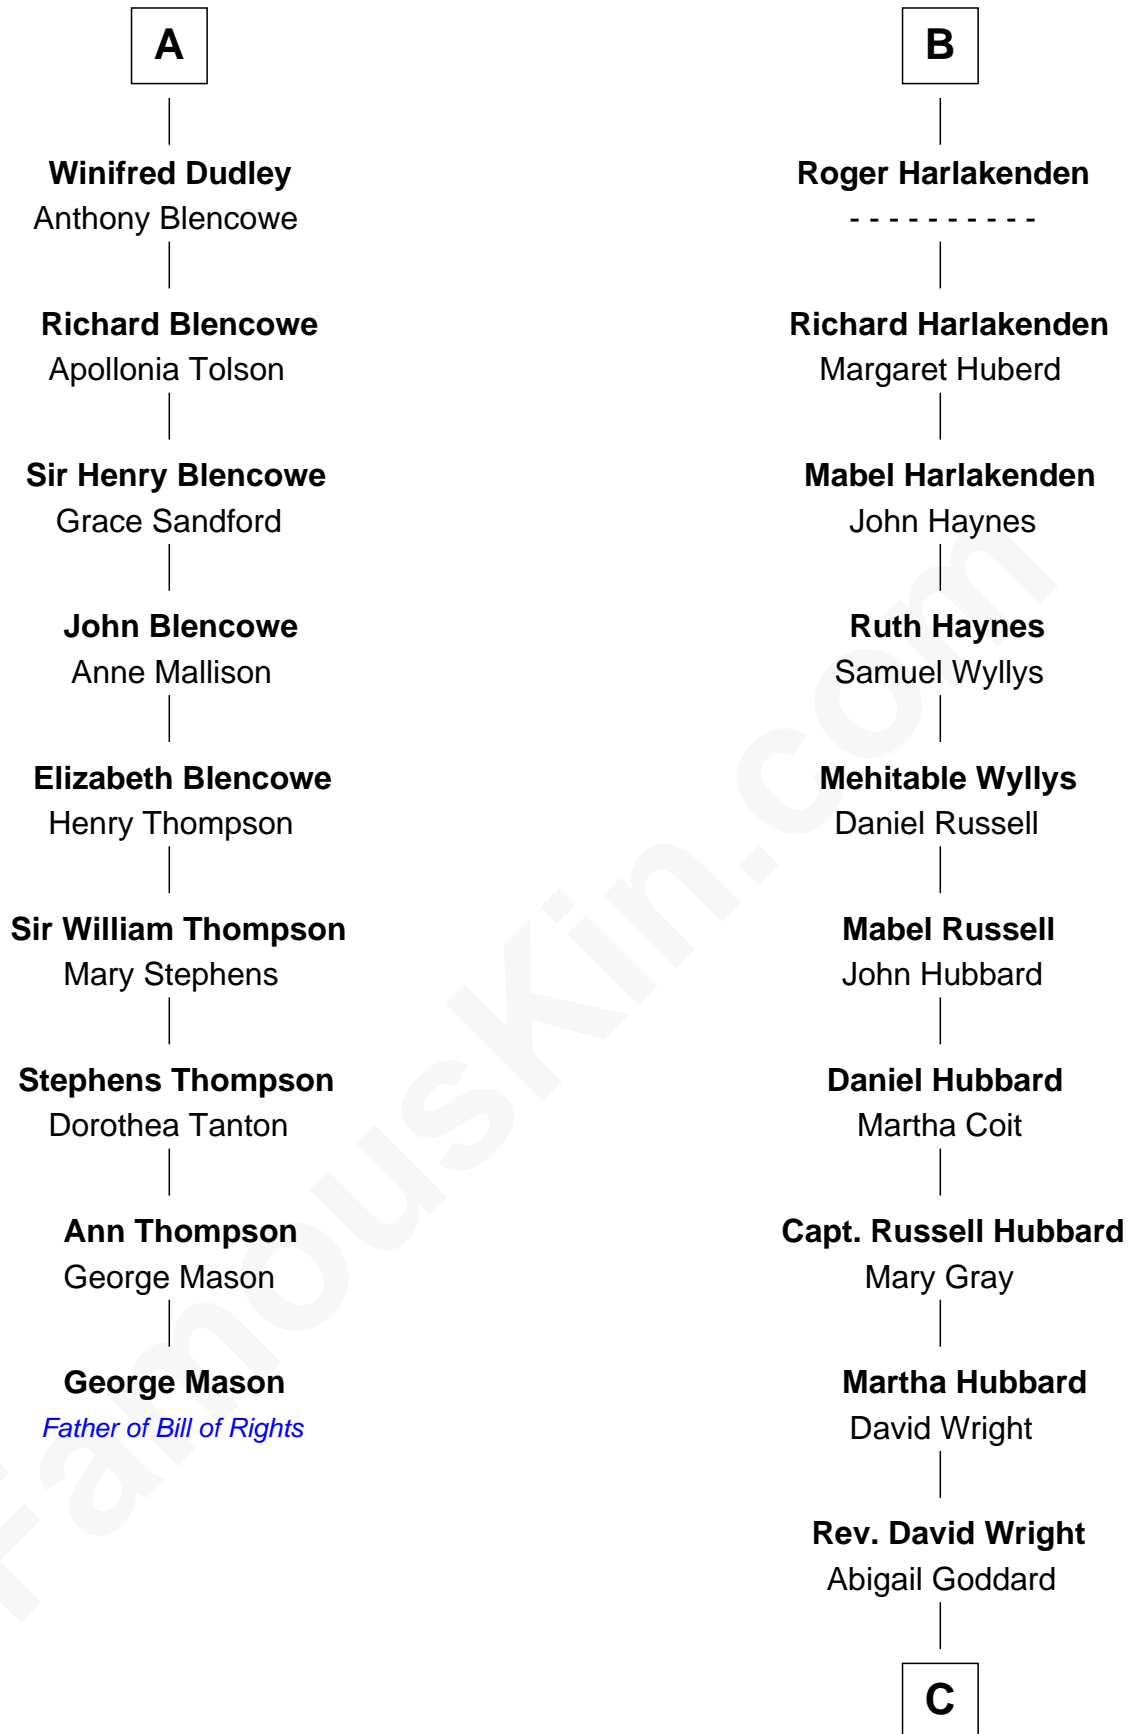 A
Winifred Dudley
Anthony Blencowe
Richard Blencowe
Apollonia Tolson
Sir Henry Blencowe
Grace Sandford
John Blencowe
Anne Mallison
Elizabeth Blencowe
Henry Thompson
Sir William Thompson
Mary Stephens
Stephens Thompson
Dorothea Tanton
Ann Thompson
George Mason
George Mason
Father of Bill of Rights
B
Roger Harlakenden
- - - - - - - - - -
Richard Harlakenden
Margaret Huberd
Mabel Harlakenden
John Haynes
Ruth Haynes
Samuel Wyllys
Mehitable Wyllys
Daniel Russell
Mabel Russell
John Hubbard
Daniel Hubbard
Martha Coit
Capt. Russell Hubbard
Mary Gray
Martha Hubbard
David Wright
Rev. David Wright
Abigail Goddard
C
FamousKin.com